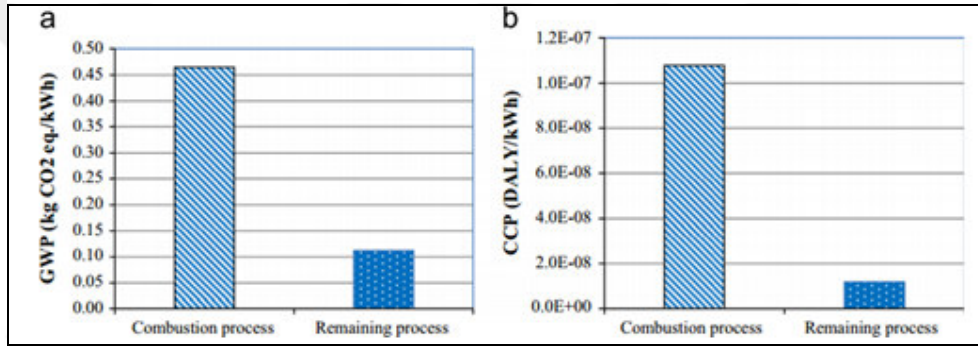 a
GWP (kg CO2 eq./kWh)
0.50
0.45
0.40
0.35
0.30
0.25
0.20
0.15
0.10
0.05
0.00
Combustion process
Remaining process
b
CCP (DALY/kWh)
1.2E-07
1.0E-07
8.0E-08
6.0E-08
4.0E-08
2.0E-08
0.0E+00
Combustion process
Remaining process